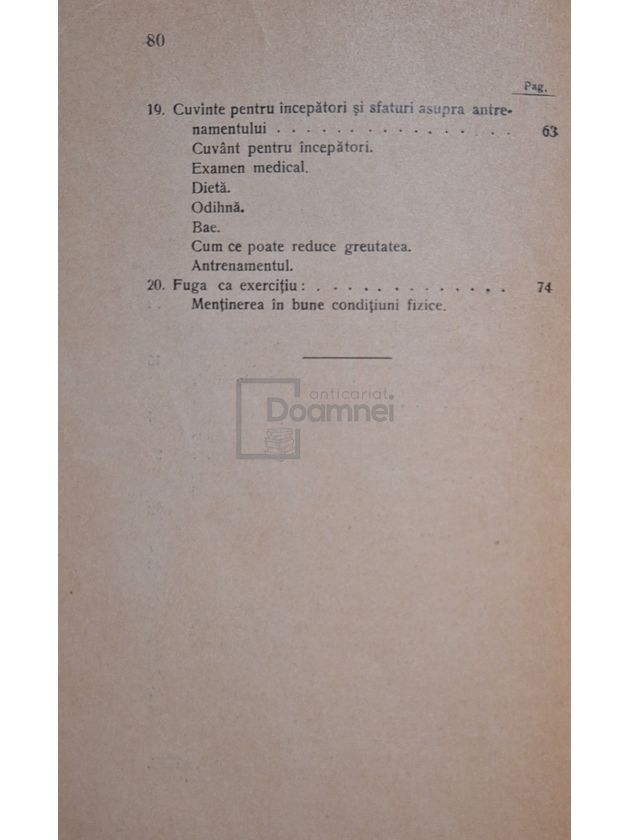 80
Pag.
19. Cuvinte pentru începători și sfaturi asupra antre-
namentului . . . . . . . . . . . . . . . . 63
Cuvânt pentru începători.
Examen medical.
Dietă.
Odihnă.
Bae.
Cum ce poate reduce greutatea.
Antrenamentul.
20. Fuga ca exercițiu : . . . . . . . . . . . . . 74
Menținerea în bune condițiuni fizice.
anticariat
Doamnei